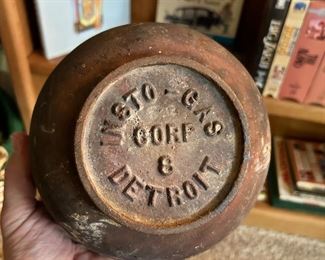 INSTO-GAS
CORP
8
DETROIT